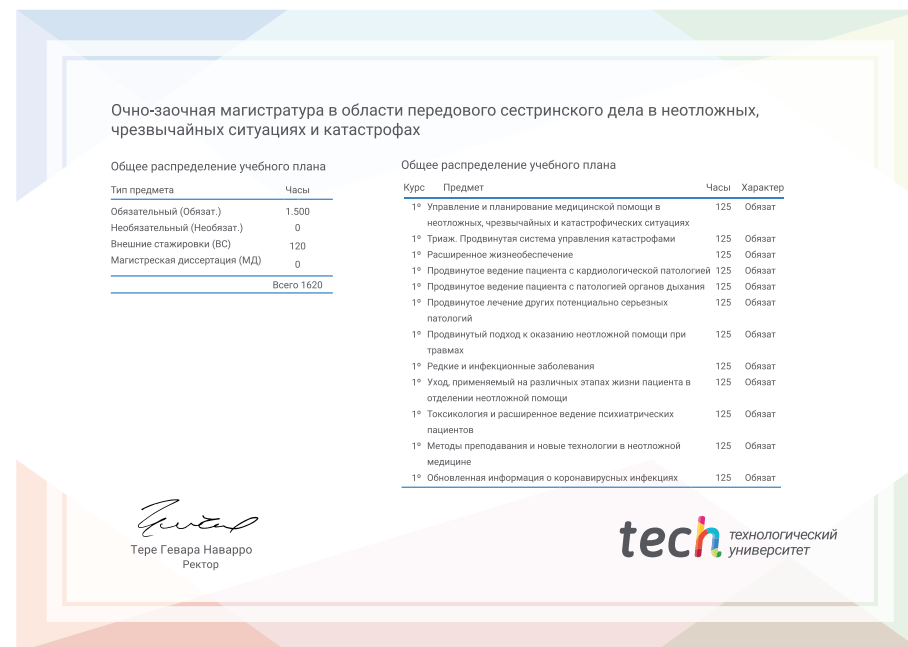 Очно-заочная магистратура в области передового сестринского дела в неотложных,
чрезвычайных ситуациях и катастрофах
Общее распределение учебного плана
Тип предмета Часы
Обязательный (Обязат.) 1.500
Необязательный (Необязат.) 0
Внешние стажировки (ВС) 120
Магистреская диссертация (МД) 0
Всего 1620
Общее распределение учебного плана
Курс Предмет Часы Характер
1º Управление и планирование медицинской помощи в 125 Обязат
неотложных, чрезвычайных и катастрофических ситуациях
1º Триаж. Продвинутая система управления катастрофами 125 Обязат
1º Расширенное жизнеобеспечение 125 Обязат
1º Продвинутое ведение пациента с кардиологической патологией 125 Обязат
1º Продвинутое ведение пациента с патологией органов дыхания 125 Обязат
1º Продвинутое лечение других потенциально серьезных 125 Обязат
патологий
1º Продвинутый подход к оказанию неотложной помощи при 125 Обязат
травмах
1º Редкие и инфекционные заболевания 125 Обязат
1º Уход, применяемый на различных этапах жизни пациента в 125 Обязат
отделении неотложной помощи
1º Токсикология и расширенное ведение психиатрических 125 Обязат
пациентов
1º Методы преподавания и новые технологии в неотложной 125 Обязат
медицине
1º Обновленная информация о коронавирусных инфекциях 125 Обязат
Тере Гевара Наварро
Ректор
tech технологический
университет